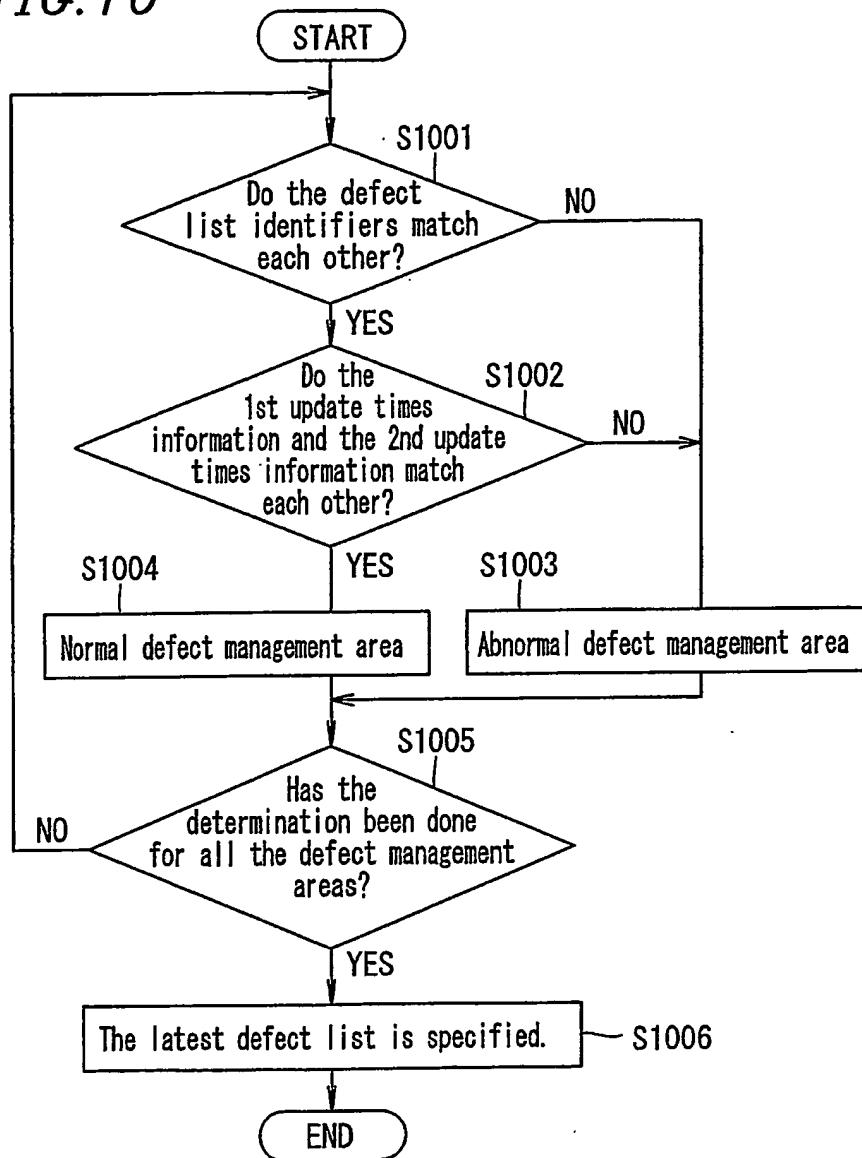 FIG. 10
START
S1001
Do the defect
list identifiers match
each other?
NO
YES
S1002
Do the
1st update times
information and the 2nd update
times information match
each other?
NO
YES
S1004
S1003
Normal defect management area
Abnormal defect management area
S1005
Has the
determination been done
for all the defect management
areas?
NO
YES
The latest defect list is specified.
S1006
END